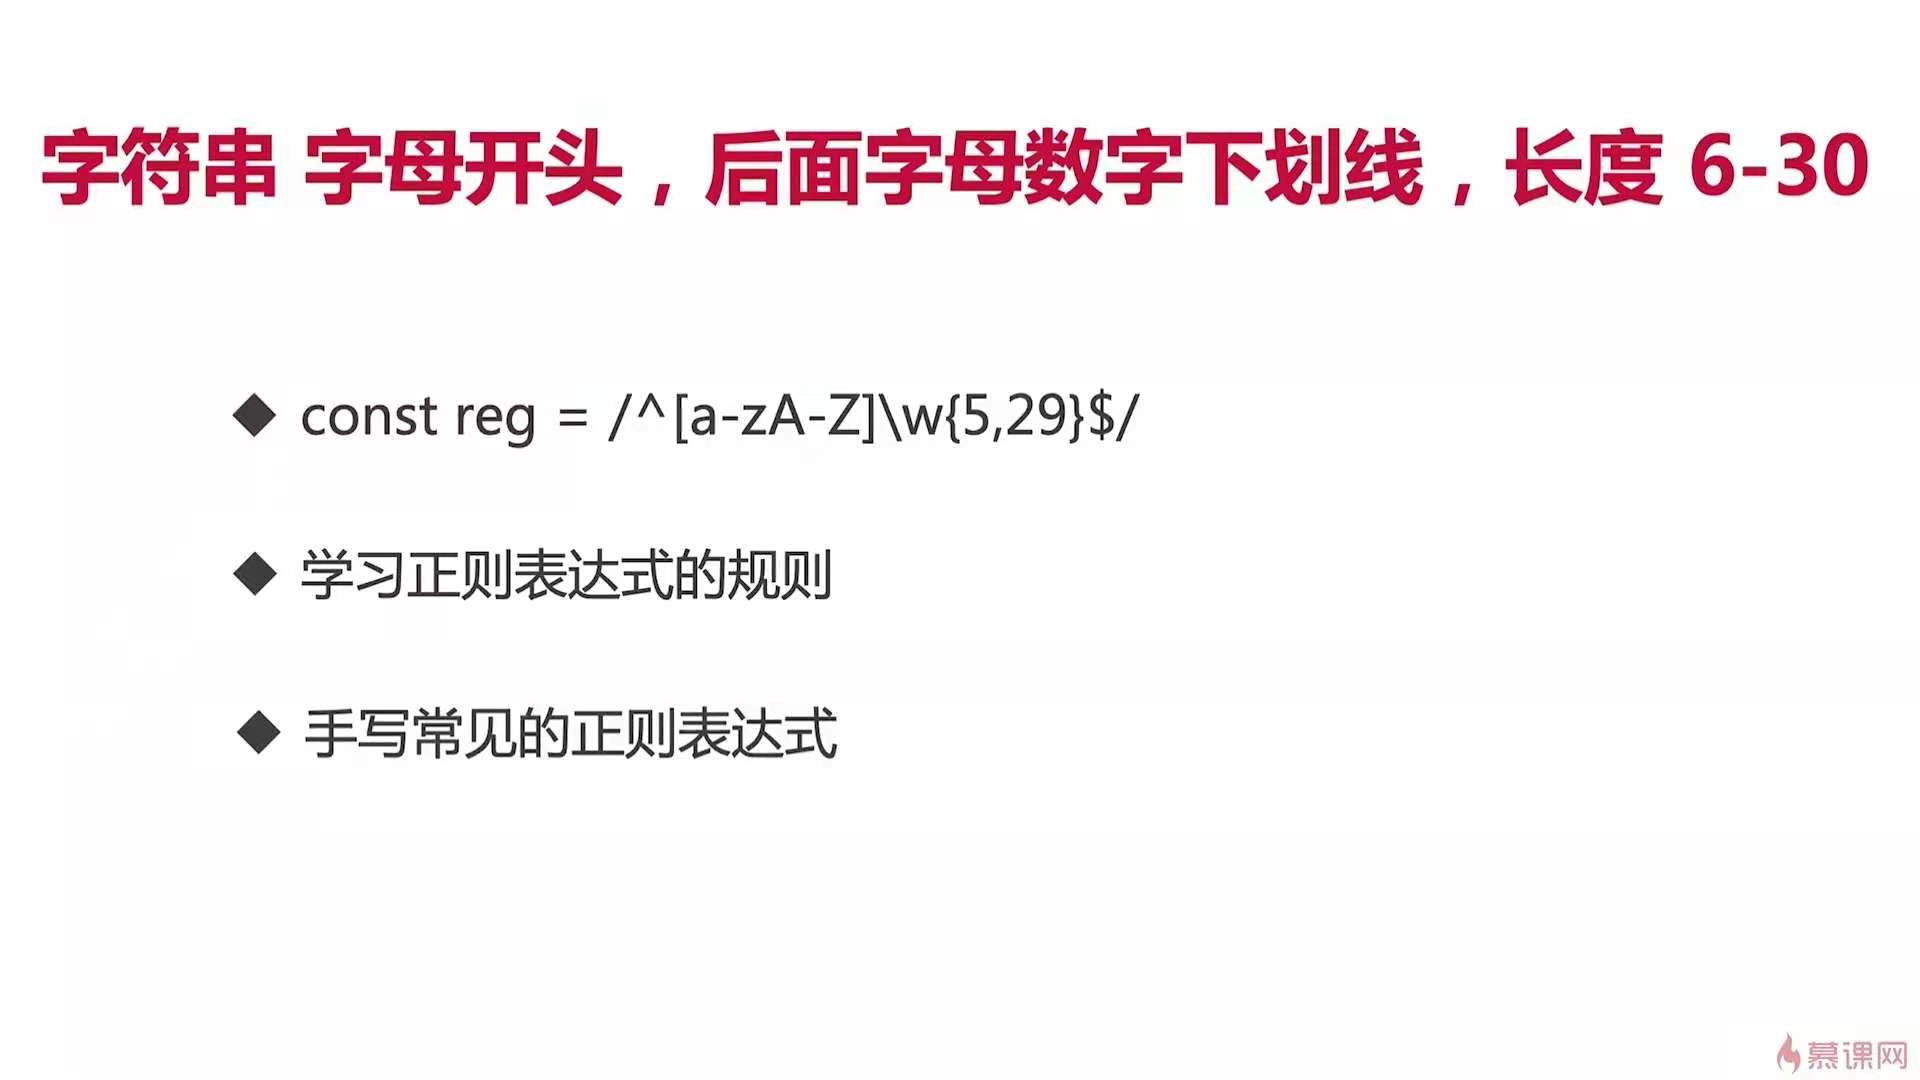 字符串 字母开头，后面字母数字下划线，长度 6-30
◆ const reg = /^[a-zA-Z]\w{5,29}$/
◆ 学习正则表达式的规则
◆ 手写常见的正则表达式
慕课网